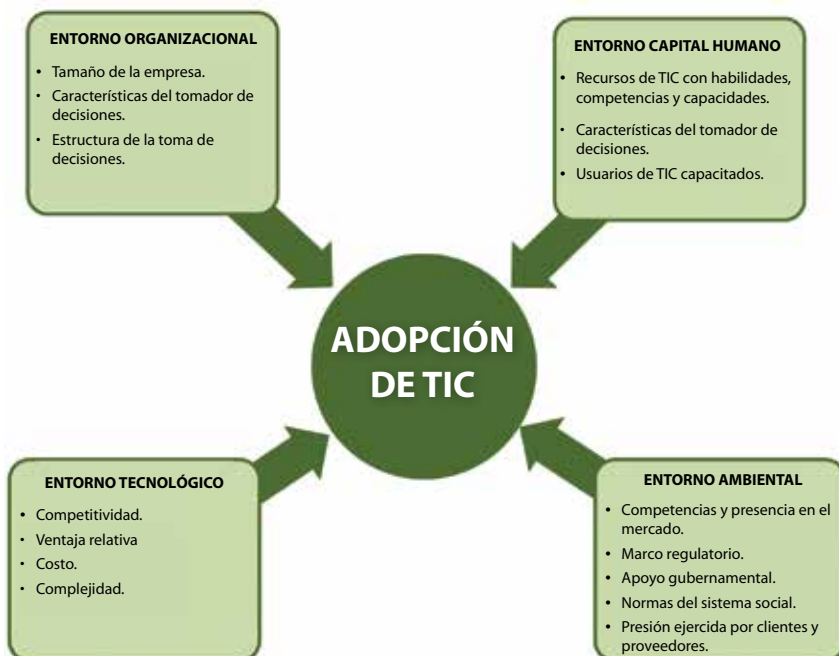 ENTORNO ORGANIZACIONAL
• Tamaño de la empresa.
• Características del tomador de
decisiones.
• Estructura de la toma de
decisiones.
ENTORNO CAPITAL HUMANO
• Recursos de TIC con habilidades,
competencias y capacidades.
• Características del tomador de
decisiones.
• Usuarios de TIC capacitados.
ADOPCIÓN
DE TIC
ENTORNO TECNOLÓGICO
• Competitividad.
• Ventaja relativa
• Costo.
• Complejidad.
ENTORNO AMBIENTAL
• Competencias y presencia en el
mercado.
• Marco regulatorio.
• Apoyo gubernamental.
• Normas del sistema social.
• Presión ejercida por clientes y
proveedores.